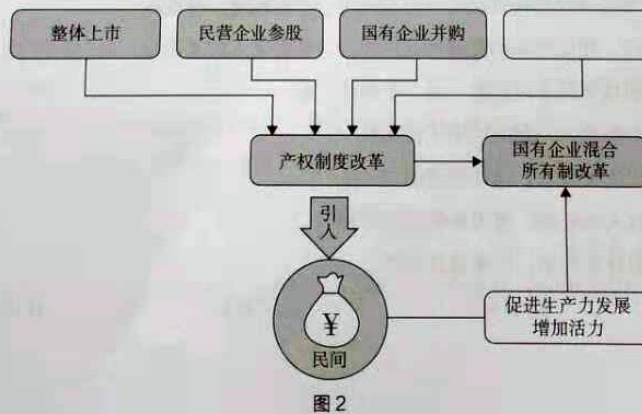 整体上市
民营企业参股
国有企业并购
产权制度改革
国有企业混合
所有制改革
引
入
¥
民间
促进生产力发展
增加活力
图2